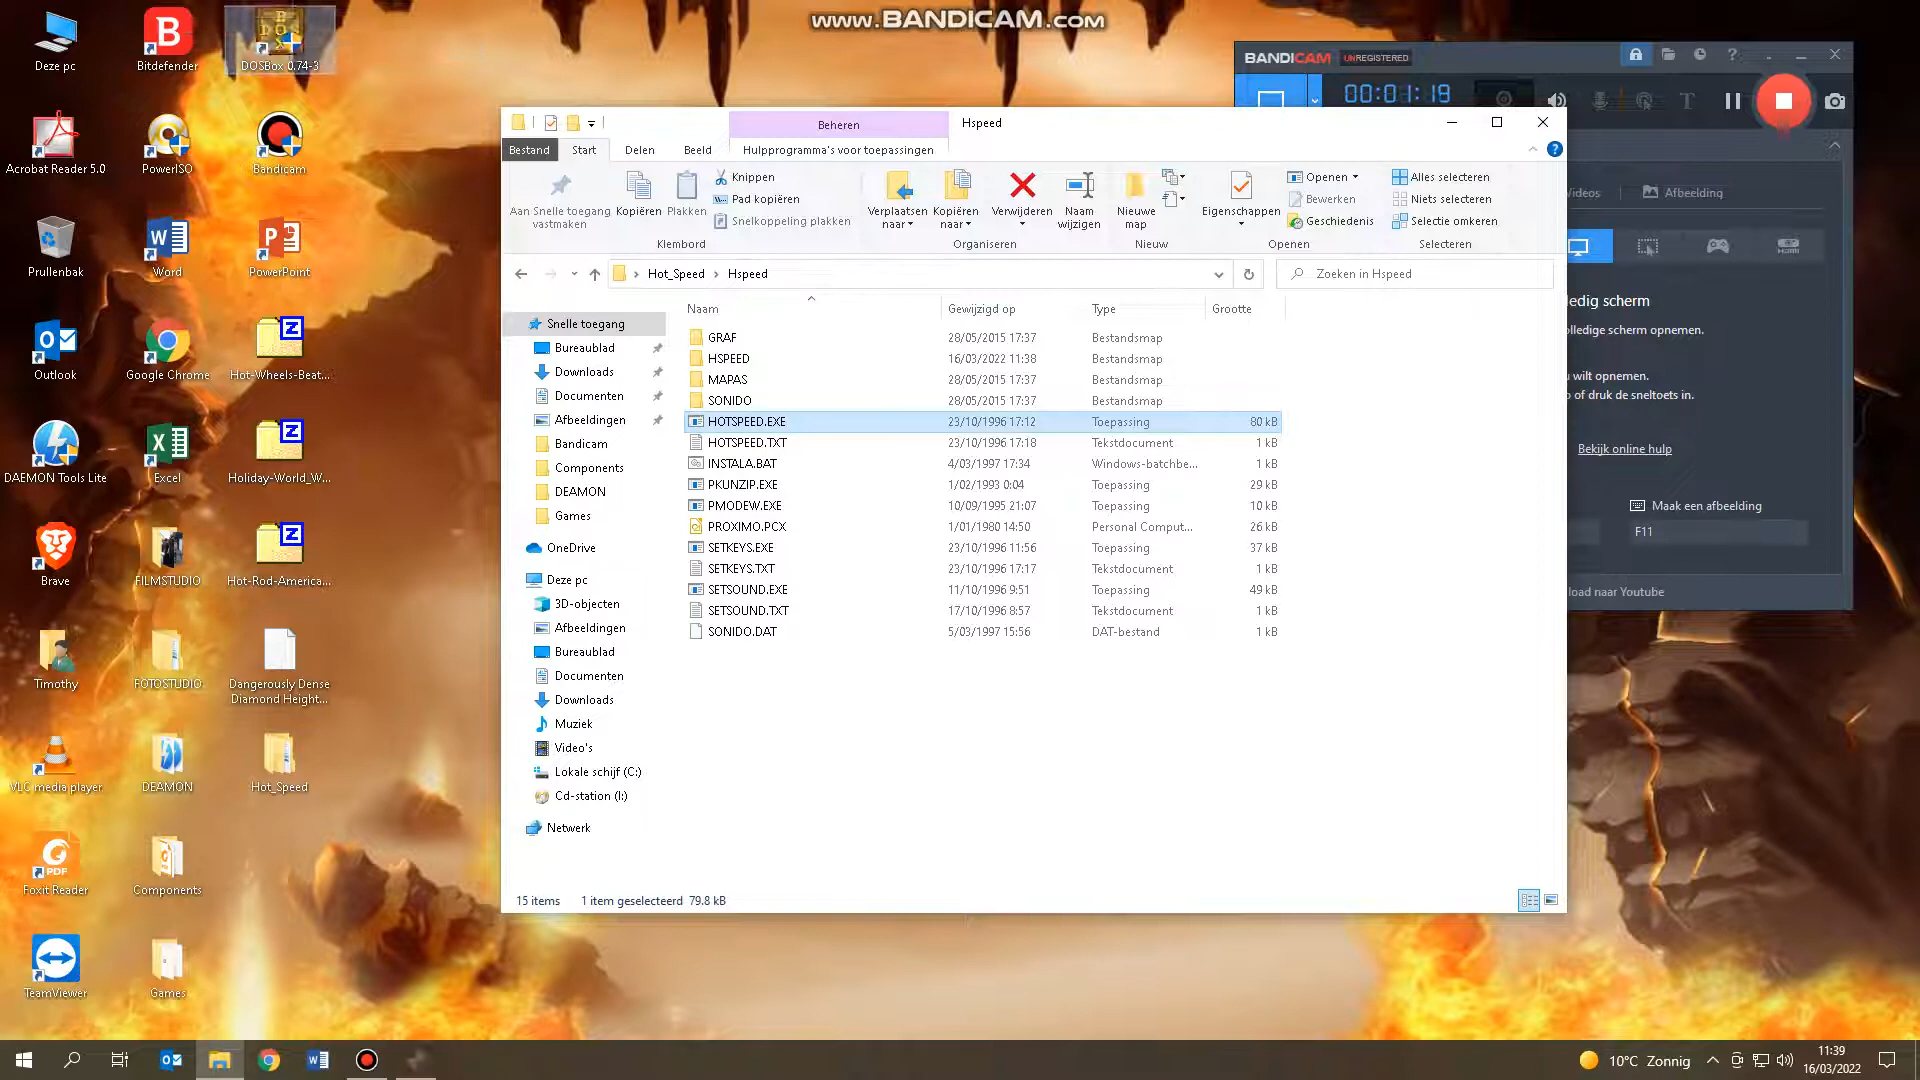 www.BANDICAM.com
Deze pc
Bitdefender
DOSBox 0.74-3
Acrobat Reader 5.0
PowerISO
Bandicam
Prullenbak
Word
PowerPoint
Outlook
Google Chrome
Hot-Wheels-Beat...
DAEMON Tools Lite
Excel
Holiday-World_W...
Brave
FILMSTUDIO
Hot-Rod-America...
Timothy
FOTOSTUDIO
Dangerously Dense
Diamond Height...
VLC media player
DEAMON
Hot_Speed
Foxit Reader
Components
TeamViewer
Games
BANDICAM UNREGISTERED
00:01:18
Beheren
Hspeed
Bestand
Start
Delen
Beeld
Hulpprogramma's voor toepassingen
Aan Snelle toegang
vastmaken
Kopiëren
Plakken
Knippen
Pad kopiëren
Snelkoppeling plakken
Klembord
Verplaatsen
naar
Kopiëren
naar
Verwijderen
Naam
wijzigen
Organiseren
Nieuwe
map
Nieuw
Eigenschappen
Openen
Bewerken
Geschiedenis
Openen
Alles selecteren
Niets selecteren
Selectie omkeren
Selecteren
Hot_Speed
Hspeed
Zoeken in Hspeed
Naam
Gewijzigd op
Type
Grootte
Snelle toegang
Bureaublad
Downloads
Documenten
Afbeeldingen
Bandicam
Components
DEAMON
Games
OneDrive
Deze pc
3D-objecten
Afbeeldingen
Bureaublad
Documenten
Downloads
Muziek
Video's
Lokale schijf (C:)
Cd-station (I:)
Netwerk
GRAF 28/05/2015 17:37 Bestandsmap
HSPEED 16/03/2022 11:38 Bestandsmap
MAPAS 28/05/2015 17:37 Bestandsmap
SONIDO 28/05/2015 17:37 Bestandsmap
HOTSPEED.EXE 23/10/1996 17:12 Toepassing 80 kB
HOTSPEED.TXT 23/10/1996 17:18 Tekstdocument 1 kB
INSTALA.BAT 4/03/1997 17:34 Windows-batchbe... 1 kB
PKUNZIP.EXE 1/02/1993 0:04 Toepassing 29 kB
PMODEW.EXE 10/09/1995 21:07 Toepassing 10 kB
PROXIMO.PCX 1/01/1980 14:50 Personal Comput... 26 kB
SETKEYS.EXE 23/10/1996 11:56 Toepassing 37 kB
SETKEYS.TXT 23/10/1996 17:17 Tekstdocument 1 kB
SETSOUND.EXE 11/10/1996 9:51 Toepassing 49 kB
SETSOUND.TXT 17/10/1996 8:57 Tekstdocument 1 kB
SONIDO.DAT 5/03/1997 15:56 DAT-bestand 1 kB
15 items
1 item geselecteerd 79.8 kB
Videos
Afbeelding
ledig scherm
olledige scherm opnemen.
u wilt opnemen.
o of druk de sneltoets in.
Bekijk online hulp
Maak een afbeelding
F11
load naar Youtube
10°C Zonnig
11:39
16/03/2022